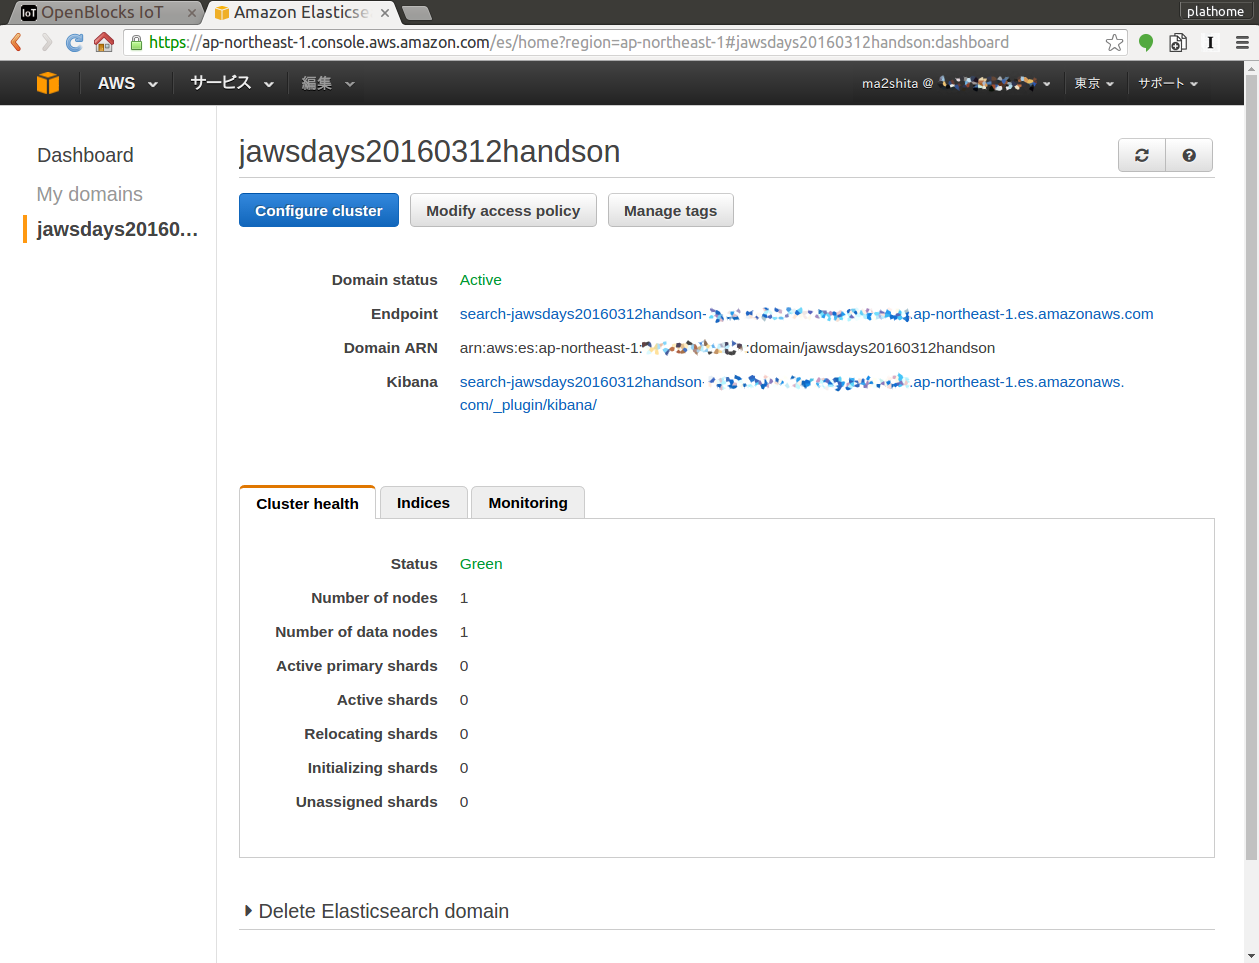 IoT OpenBlocks IoT
Amazon Elasticse
plathome
https://ap-northeast-1.console.aws.amazon.com/es/home?region=ap-northeast-1#jawsdays20160312handson:dashboard
AWS サービス 編集 ma2shita @ 東京 サポート
Dashboard
My domains
jawsdays20160...
jawsdays20160312handson
Configure cluster Modify access policy Manage tags
Domain status Active
Endpoint search-jawsdays20160312handson- .ap-northeast-1.es.amazonaws.com
Domain ARN arn:aws:es:ap-northeast-1: :domain/jawsdays20160312handson
Kibana search-jawsdays20160312handson- .ap-northeast-1.es.amazonaws.
com/_plugin/kibana/
Cluster health Indices Monitoring
Status Green
Number of nodes 1
Number of data nodes 1
Active primary shards 0
Active shards 0
Relocating shards 0
Initializing shards 0
Unassigned shards 0
Delete Elasticsearch domain